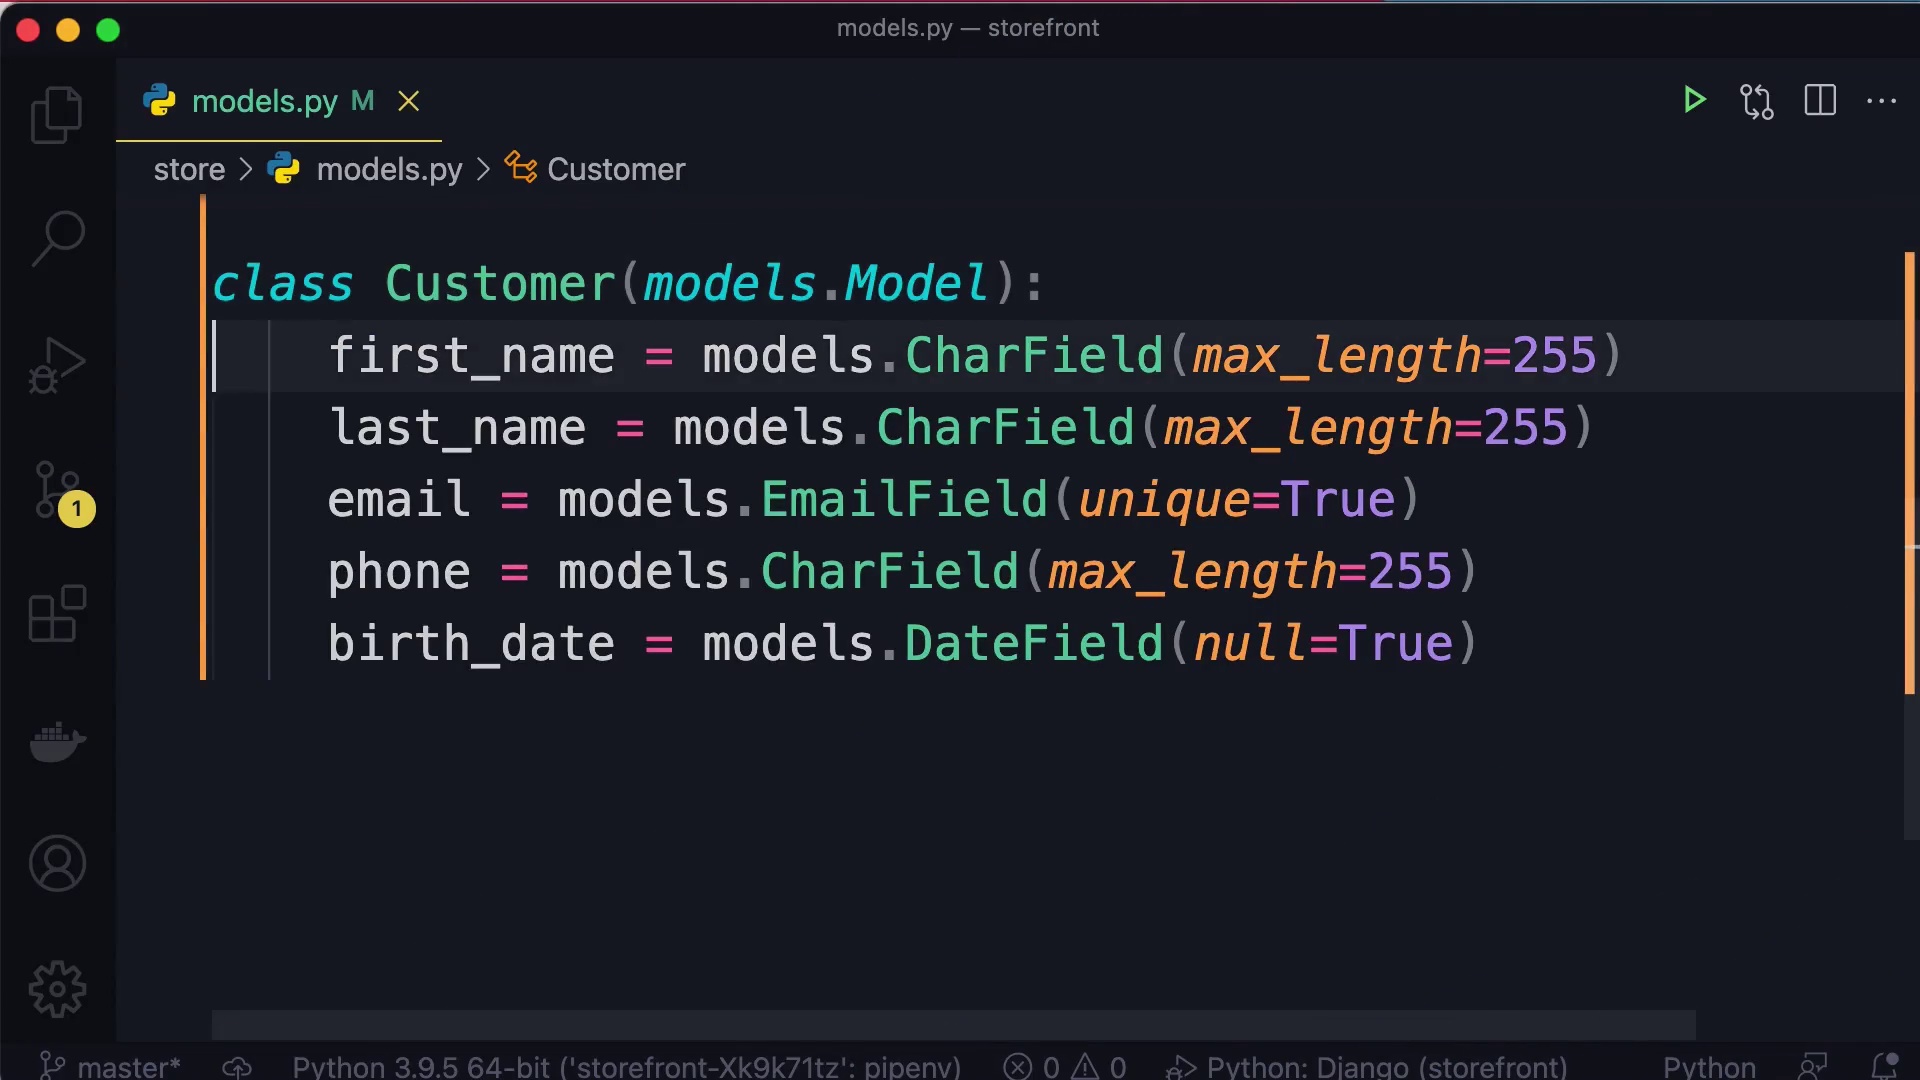 models.py — storefront
models.py M
store > models.py > Customer
class Customer(models.Model):
first_name = models.CharField(max_length=255)
last_name = models.CharField(max_length=255)
email = models.EmailField(unique=True)
phone = models.CharField(max_length=255)
birth_date = models.DateField(null=True)
1
master* Python 3.9.5 64-bit ('storefront-Xk9k71tz': pipenv) 0 0 Python: Django (storefront) Python